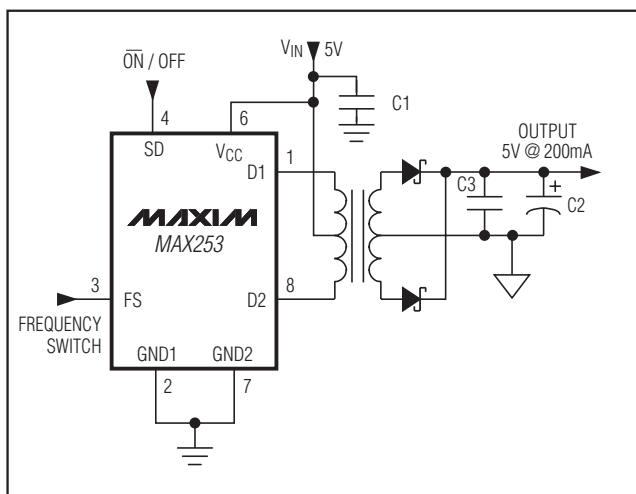 VIN 5V
O̅N̅ / OFF
C1
4
6
OUTPUT
5V @ 200mA
SD
VCC
D1
1
C3
C2
MAXIM
MAX253
3
FS
D2
8
FREQUENCY
SWITCH
GND1
GND2
2
7